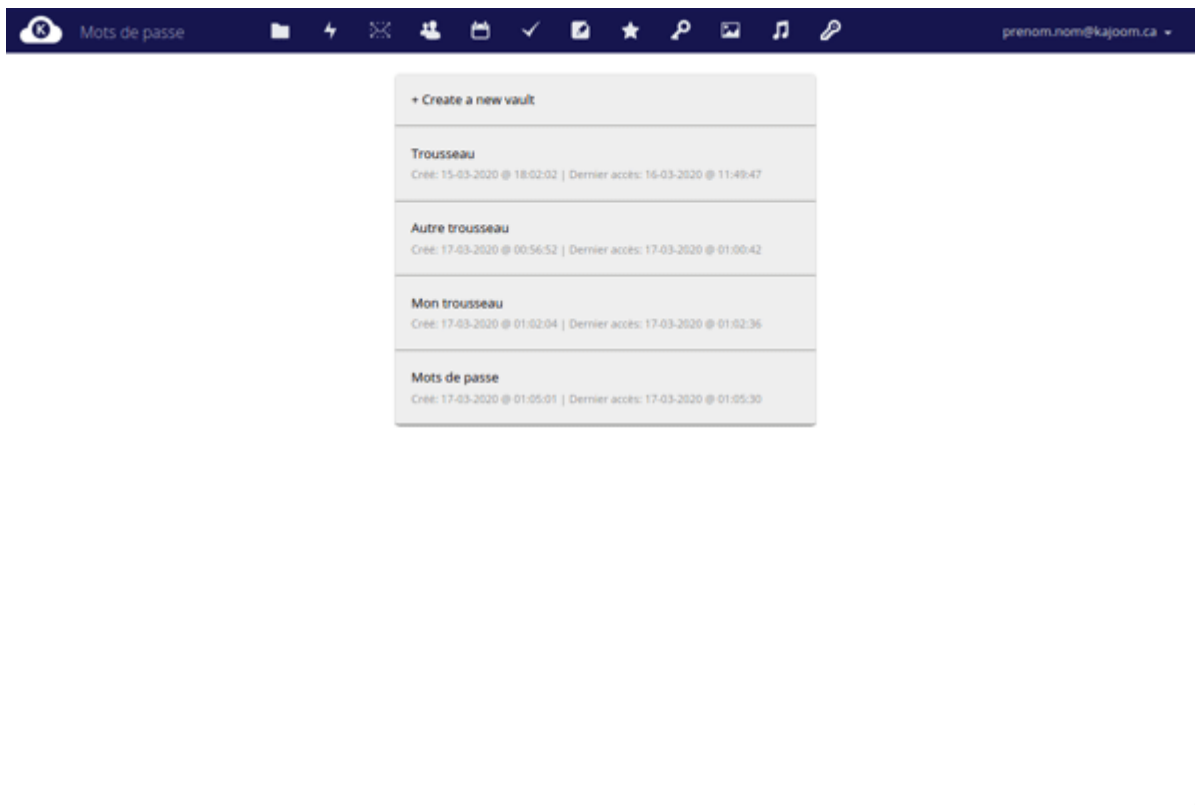 K
Mots de passe
prenom.nom@kajoom.ca
+ Create a new vault
Trousseau
Créé: 15-03-2020 @ 18:02:02 | Dernier accès: 16-03-2020 @ 11:49:47
Autre trousseau
Créé: 17-03-2020 @ 00:56:52 | Dernier accès: 17-03-2020 @ 01:00:42
Mon trousseau
Créé: 17-03-2020 @ 01:02:04 | Dernier accès: 17-03-2020 @ 01:02:36
Mots de passe
Créé: 17-03-2020 @ 01:05:01 | Dernier accès: 17-03-2020 @ 01:05:30